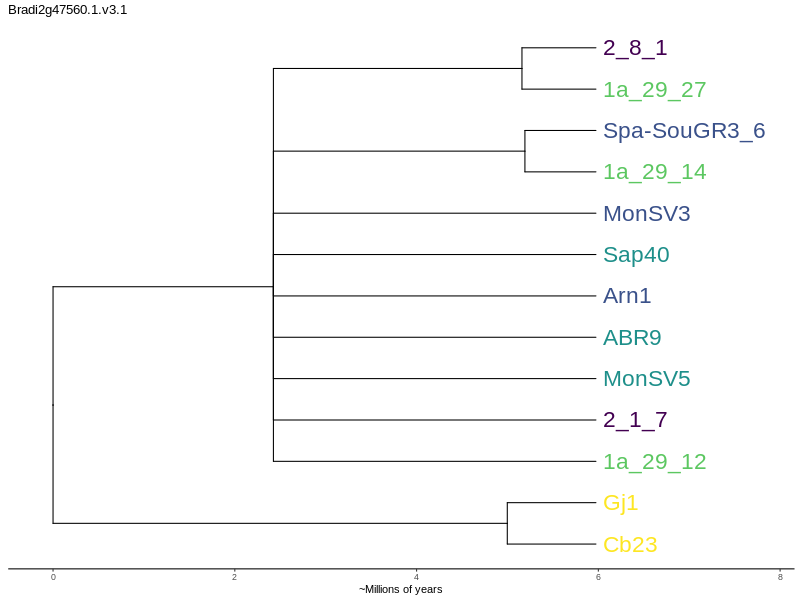 Bradi2g47560.1.v3.1
2_8_1
1a_29_27
Spa-SouGR3_6
1a_29_14
MonSV3
Sap40
Arn1
ABR9
MonSV5
2_1_7
1a_29_12
Gj1
Cb23
0 2 4 6 8
~Millions of years